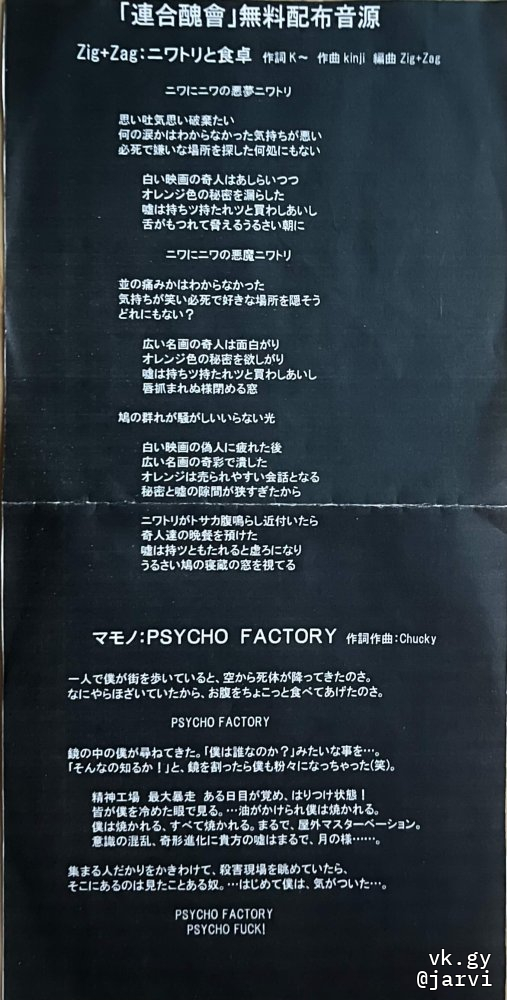 「連合醜會」無料配布音源
Zig+Zag：ニワトリと食卓 作詞 K～ 作曲 kinji 編曲 Zig+Zag
ニワにニワの悪夢ニワトリ
思い吐気思い破棄たい
何の涙かはわからなかった気持ちが悪い
必死で嫌いな場所を探した何処にもない
白い映画の奇人はあしらいつつ
オレンジ色の秘密を漏らした
嘘は持ちツ持たれツと買わしあいし
舌がもつれて脅えるうるさい朝に
ニワにニワの悪魔ニワトリ
並の痛みかはわからなかった
気持ちが笑い必死で好きな場所を隠そう
どれにもない？
広い名画の奇人は面白がり
オレンジ色の秘密を欲しがり
嘘は持ちツ持たれツと買わしあいし
唇抓まれぬ様閉める窓
鳩の群れが騒がしいいらない光
白い映画の偽人に疲れた後
広い名画の奇彩で潰した
オレンジは売られやすい会話となる
秘密と嘘の隙間が狭すぎたから
ニワトリがトサカ腹鳴らし近付いたら
奇人達の晩餐を預けた
嘘は持ツともたれると虚ろになり
うるさい鳩の寝蔵の窓を視てる
マモノ：PSYCHO FACTORY 作詞作曲：Chucky
一人で僕が街を歩いていると、空から死体が降ってきたのさ。
なにやらほざいていたから、お腹をちょこっと食べてあげたのさ。
PSYCHO FACTORY
鏡の中の僕が尋ねてきた。「僕は誰なのか？」みたいな事を…。
「そんなの知るか！」と、鏡を割ったら僕も粉々になっちゃった(笑)。
精神工場 最大暴走 ある日目が覚め、はりつけ状態！
皆が僕を冷めた眼で見る。…油がかけられ僕は焼かれる。
僕は焼かれる、すべて焼かれる。まるで、屋外マスターベーション。
意識の混乱、奇形進化に貴方の嘘はまるで、月の様……。
集まる人だかりをかきわけて、殺害現場を眺めていたら、
そこにあるのは見たことある奴。…はじめて僕は、気がついた…。
PSYCHO FACTORY
PSYCHO FUCK!
vk.gy
@jarvi